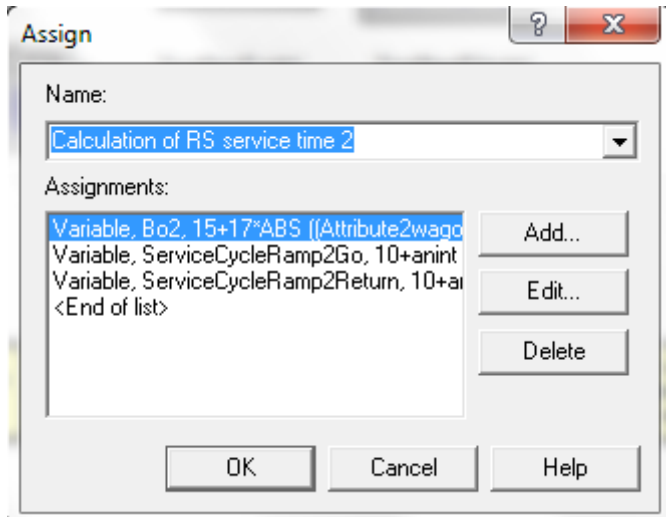 Assign
?
Name:
Calculation of RS service time 2
Assignments:
Variable, Bo2, 15+17*ABS ((Attribute2wago
Variable, ServiceCycleRamp2Go, 10+anint
Variable, ServiceCycleRamp2Return, 10+ar
<End of list>
Add...
Edit...
Delete
OK
Cancel
Help